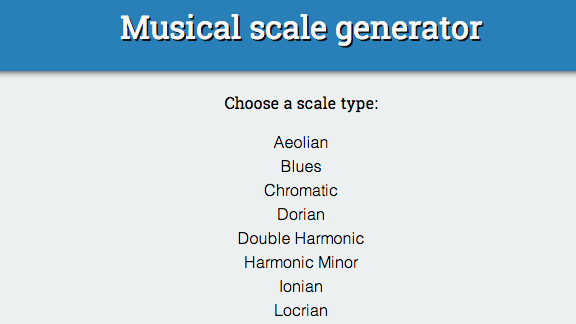 Musical scale generator
Choose a scale type:
Aeolian
Blues
Chromatic
Dorian
Double Harmonic
Harmonic Minor
Ionian
Locrian